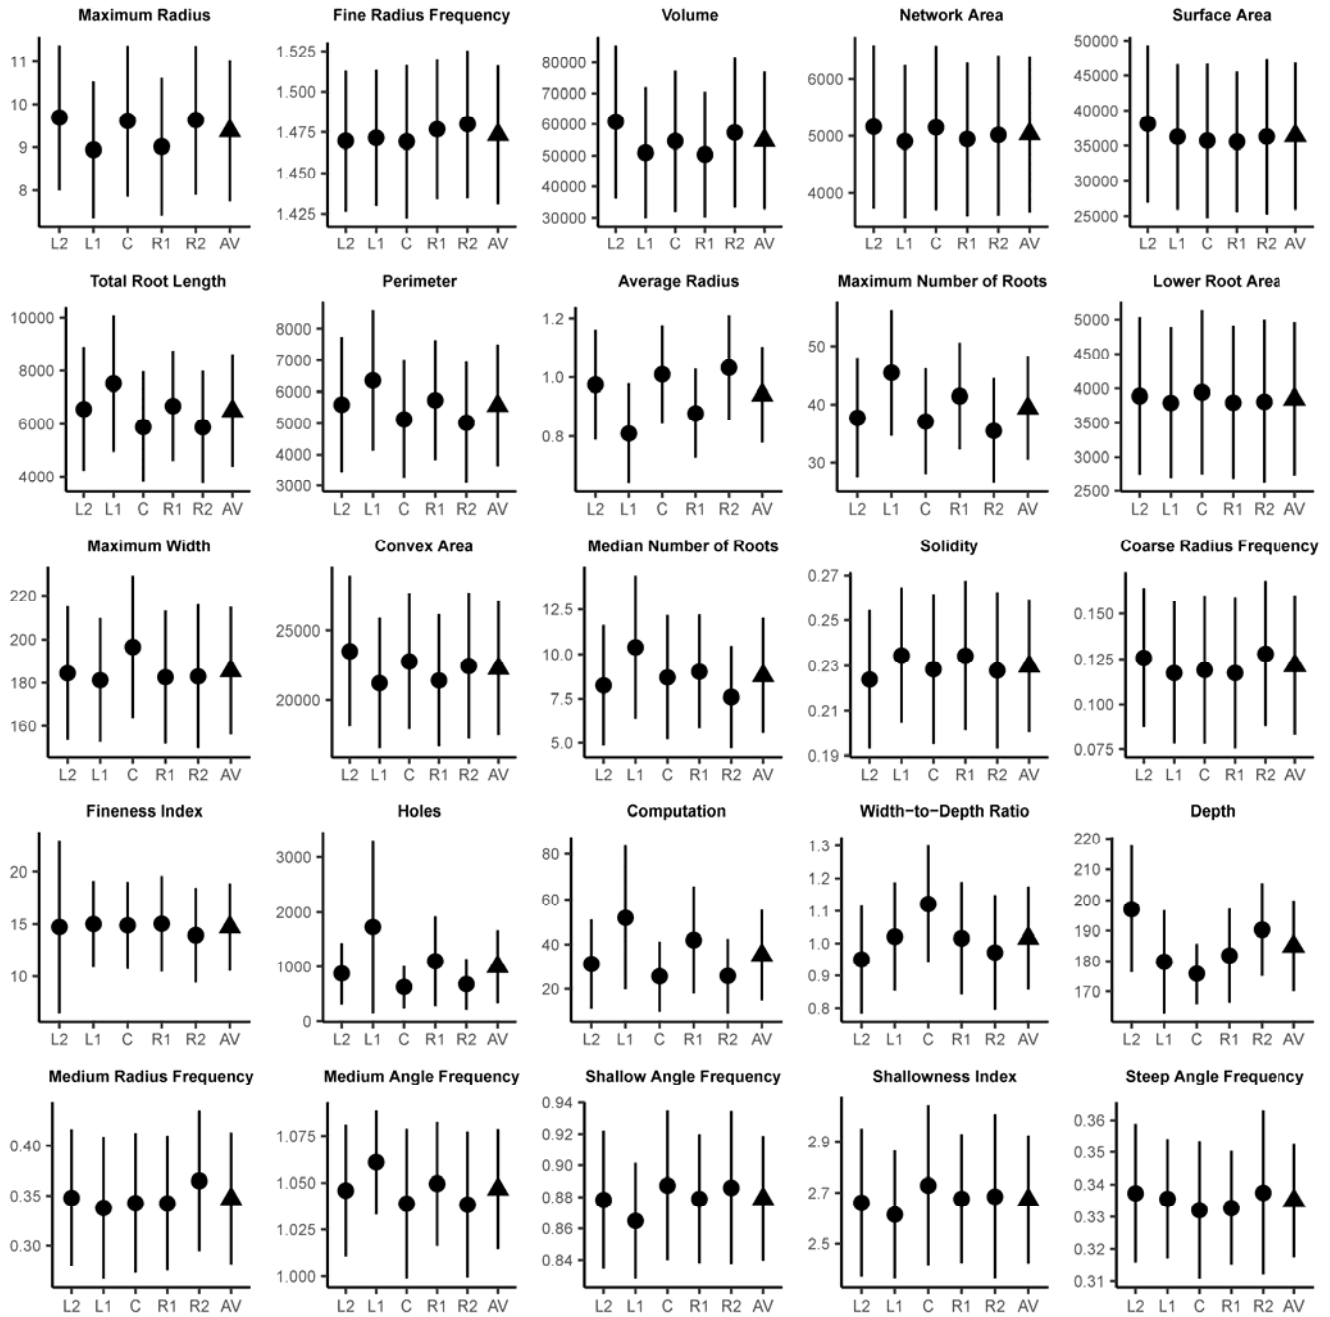 Maximum Radius
11
10
9
8
L2 L1 C R1 R2 AV
Fine Radius Frequency
1.525
1.500
1.475
1.450
1.425
L2 L1 C R1 R2 AV
Volume
80000
70000
60000
50000
40000
30000
L2 L1 C R1 R2 AV
Network Area
6000
5000
4000
L2 L1 C R1 R2 AV
Surface Area
50000
45000
40000
35000
30000
25000
L2 L1 C R1 R2 AV
Total Root Length
10000
8000
6000
4000
L2 L1 C R1 R2 AV
Perimeter
8000
7000
6000
5000
4000
3000
L2 L1 C R1 R2 AV
Average Radius
1.2
1.0
0.8
L2 L1 C R1 R2 AV
Maximum Number of Roots
50
40
30
L2 L1 C R1 R2 AV
Lower Root Area
5000
4500
4000
3500
3000
2500
L2 L1 C R1 R2 AV
Maximum Width
220
200
180
160
L2 L1 C R1 R2 AV
Convex Area
25000
20000
L2 L1 C R1 R2 AV
Median Number of Roots
12.5
10.0
7.5
5.0
L2 L1 C R1 R2 AV
Solidity
0.27
0.25
0.23
0.21
0.19
L2 L1 C R1 R2 AV
Coarse Radius Frequency
0.150
0.125
0.100
0.075
L2 L1 C R1 R2 AV
Fineness Index
20
15
10
L2 L1 C R1 R2 AV
Holes
3000
2000
1000
0
L2 L1 C R1 R2 AV
Computation
80
60
40
20
L2 L1 C R1 R2 AV
Width−to−Depth Ratio
1.3
1.2
1.1
1.0
0.9
0.8
L2 L1 C R1 R2 AV
Depth
220
210
200
190
180
170
L2 L1 C R1 R2 AV
Medium Radius Frequency
0.40
0.35
0.30
L2 L1 C R1 R2 AV
Medium Angle Frequency
1.075
1.050
1.025
1.000
L2 L1 C R1 R2 AV
Shallow Angle Frequency
0.94
0.92
0.90
0.88
0.86
0.84
L2 L1 C R1 R2 AV
Shallowness Index
2.9
2.7
2.5
L2 L1 C R1 R2 AV
Steep Angle Frequency
0.36
0.35
0.34
0.33
0.32
0.31
L2 L1 C R1 R2 AV